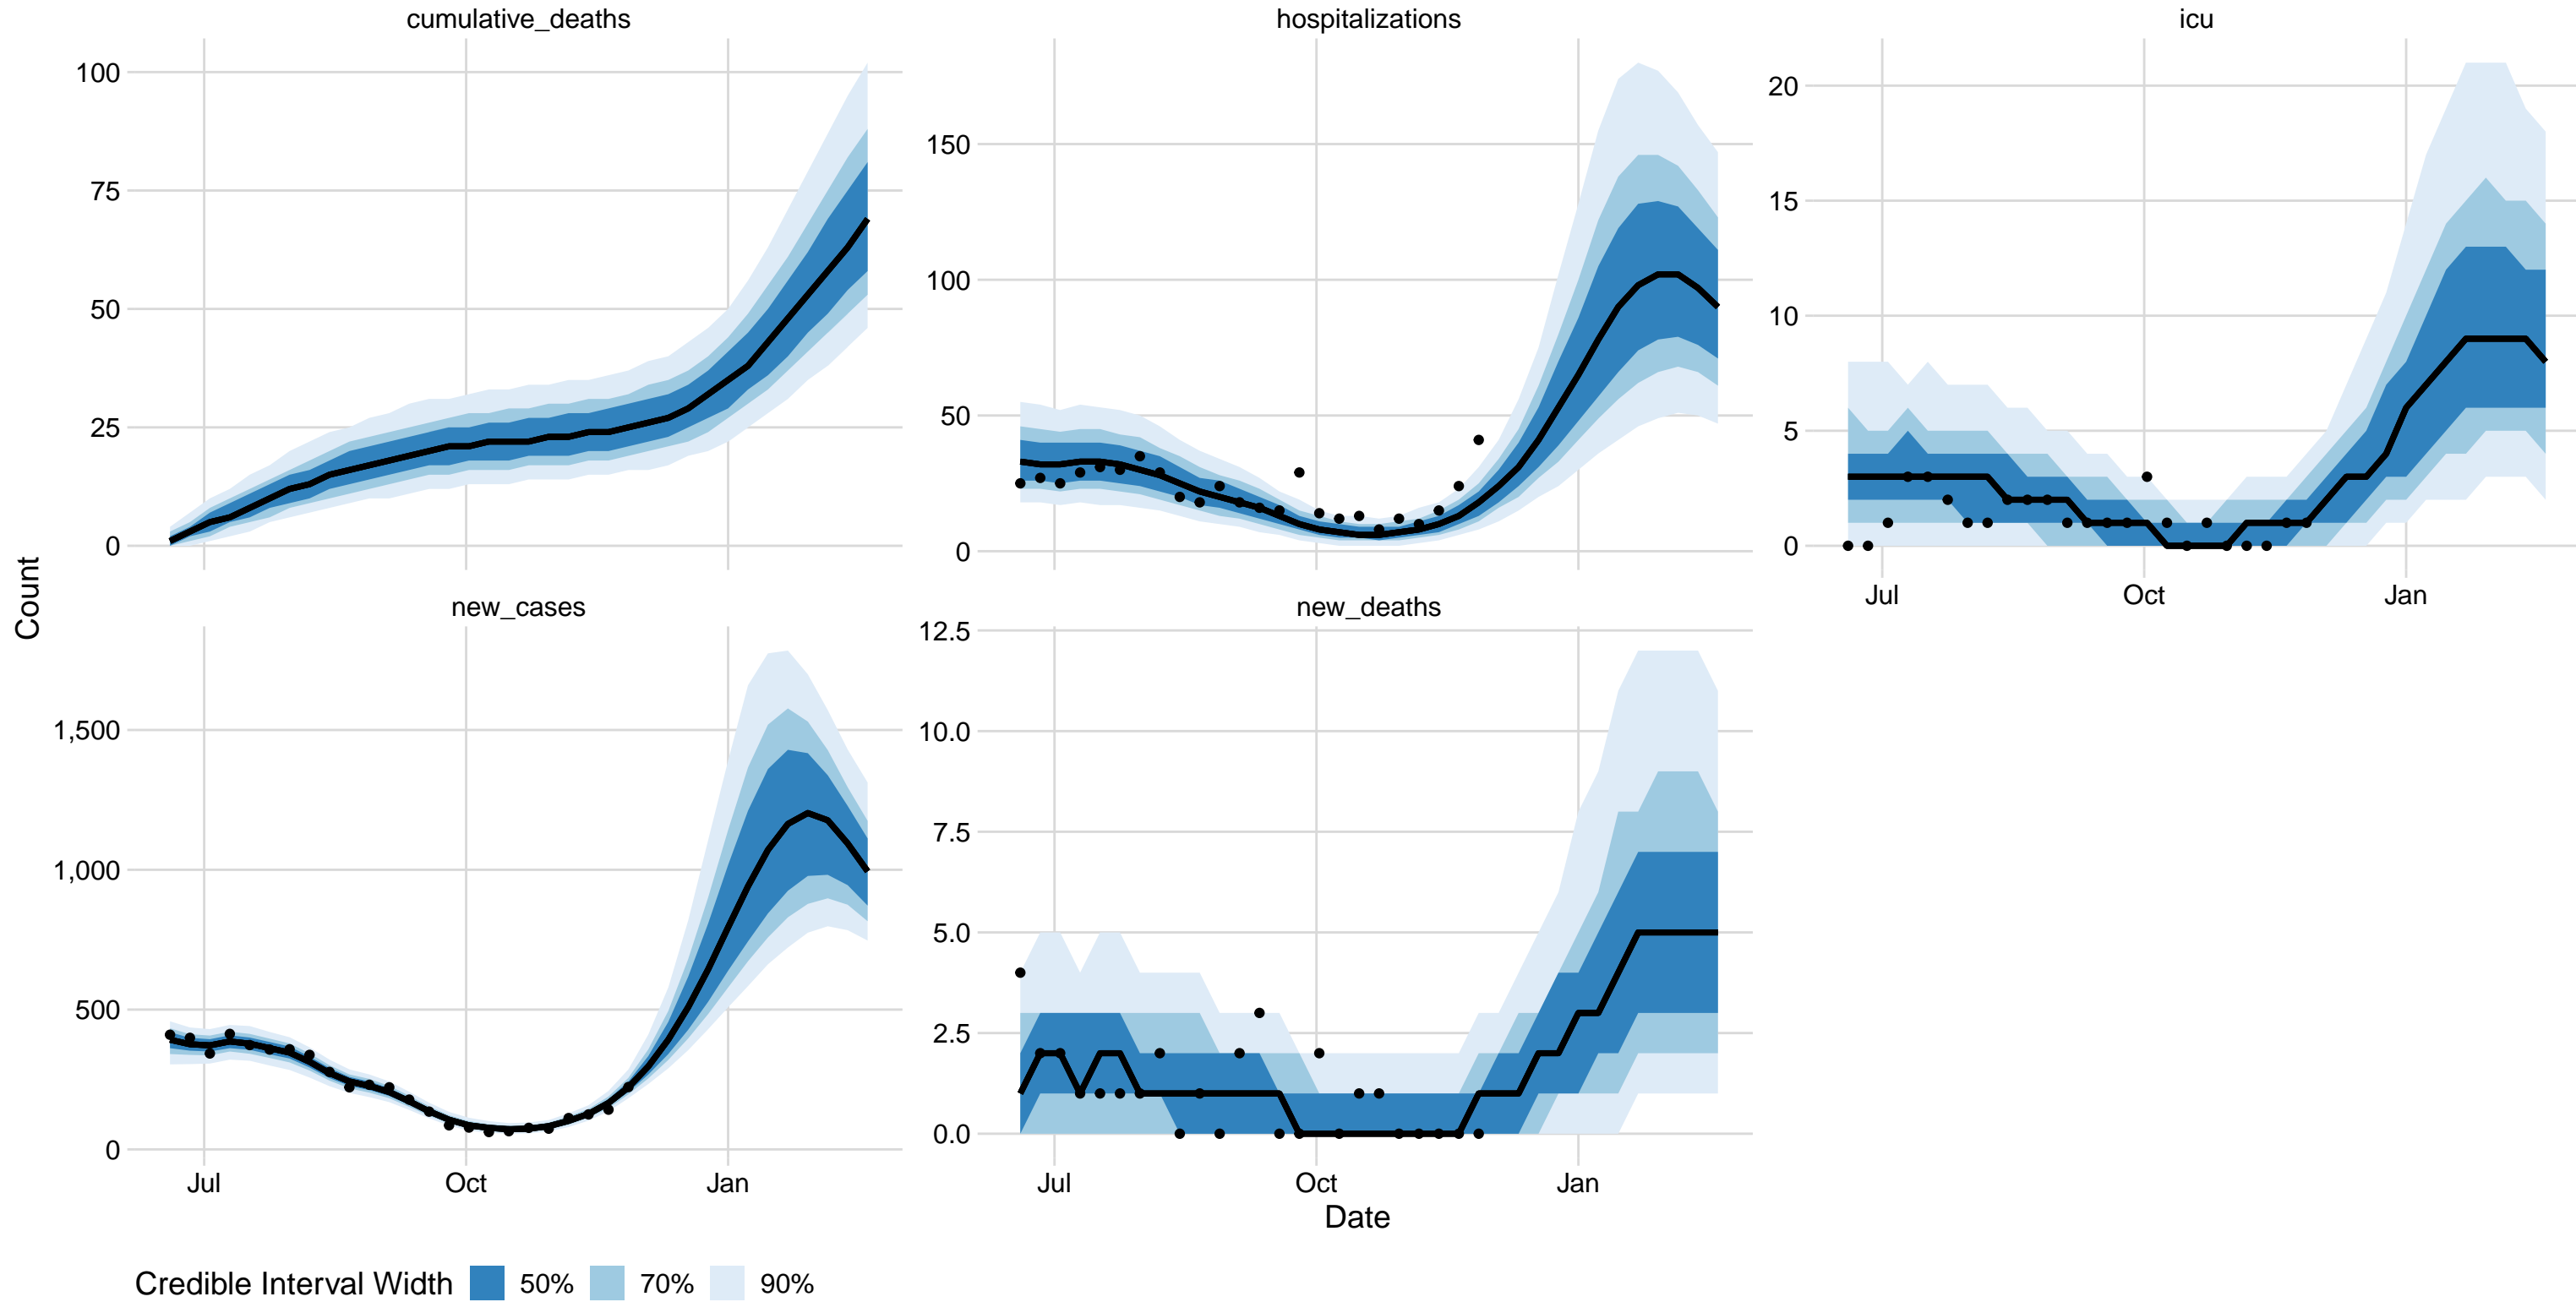 cumulative_deaths
100
75
50
25
0
hospitalizations
150
100
50
0
icu
20
15
10
5
0
Jul Oct Jan
Count
new_cases
1,500
1,000
500
0
Jul Oct Jan
new_deaths
12.5
10.0
7.5
5.0
2.5
0.0
Jul Oct Jan
Date
Credible Interval Width 50% 70% 90%